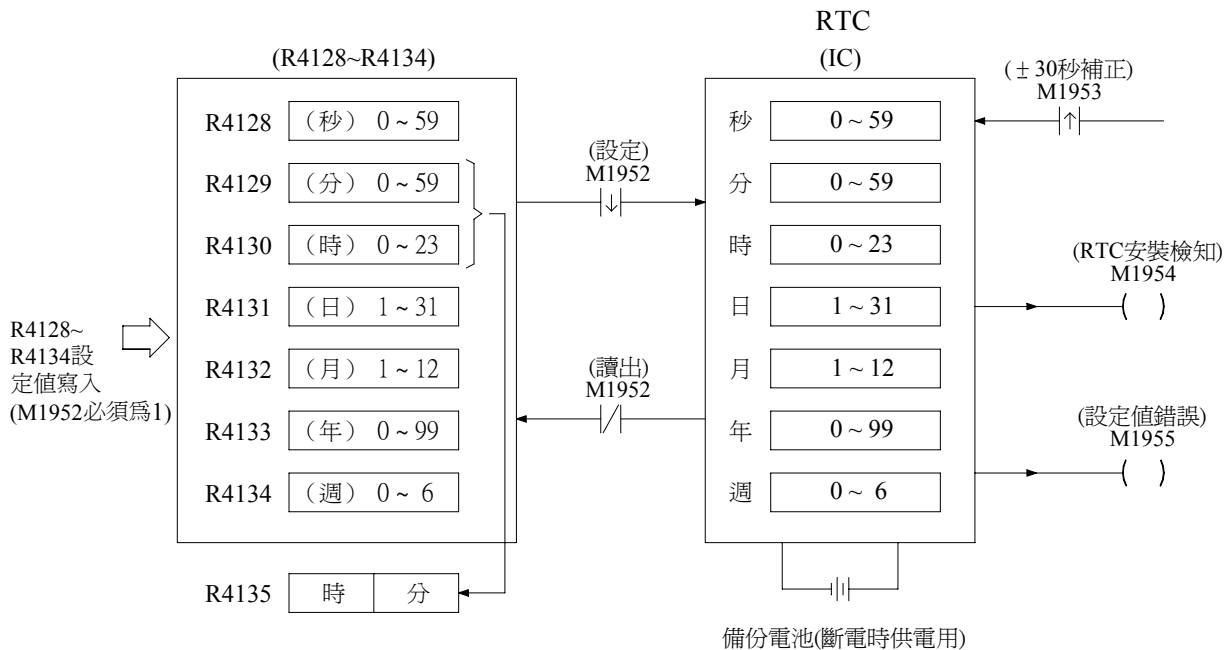 RTC
(R4128~R4134)
(IC)
R4128 （秒） 0 ~ 59
R4129 （分） 0 ~ 59
R4130 （時） 0 ~ 23
R4131 （日） 1 ~ 31
R4132 （月） 1 ~ 12
R4133 （年） 0 ~ 99
R4134 （週） 0 ~ 6
R4135 時 分
R4128~
R4134設
定值寫入
(M1952必須爲1)
(設定)
M1952
↓
(讀出)
M1952
秒 0 ~ 59
分 0 ~ 59
時 0 ~ 23
日 1 ~ 31
月 1 ~ 12
年 0 ~ 99
週 0 ~ 6
(±30秒補正)
M1953
↑
(RTC安裝檢知)
M1954
( )
(設定值錯誤)
M1955
( )
備份電池(斷電時供電用)